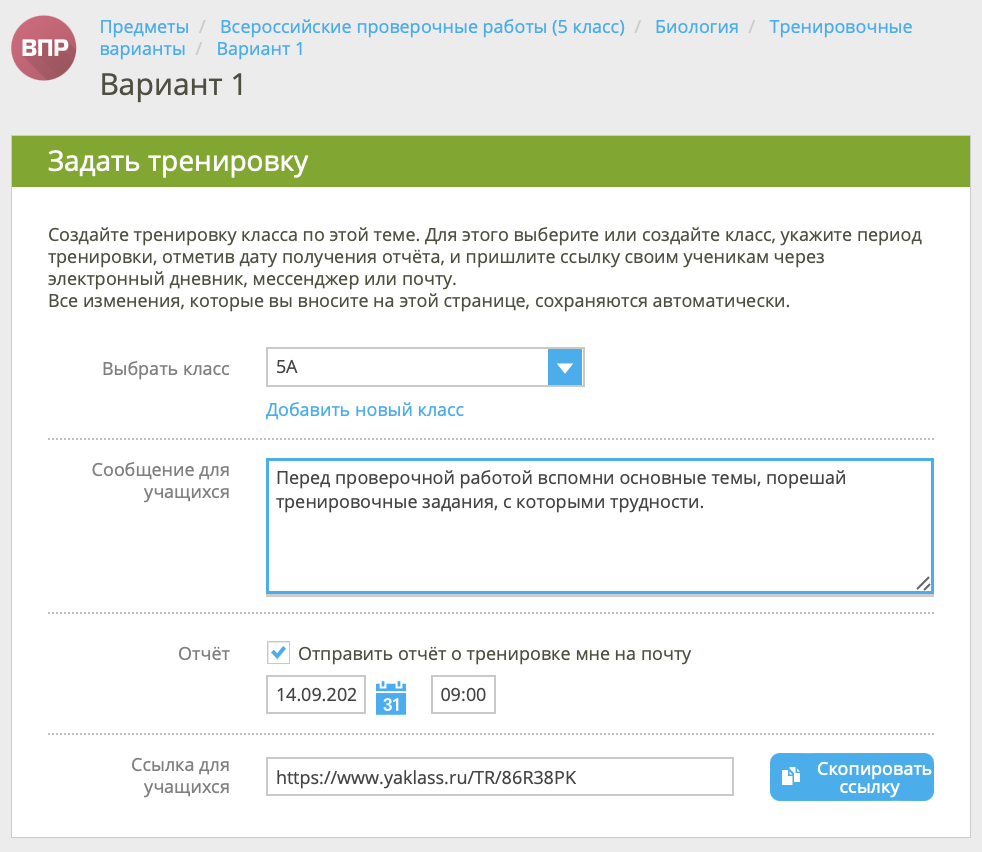 ВПР
Предметы / Всероссийские проверочные работы (5 класс) / Биология / Тренировочные
варианты / Вариант 1
Вариант 1
Задать тренировку
Создайте тренировку класса по этой теме. Для этого выберите или создайте класс, укажите период
тренировки, отметив дату получения отчёта, и пришлите ссылку своим ученикам через
электронный дневник, мессенджер или почту.
Все изменения, которые вы вносите на этой странице, сохраняются автоматически.
Выбрать класс
5А
Добавить новый класс
Сообщение для
учащихся
Перед проверочной работой вспомни основные темы, порешай
тренировочные задания, с которыми трудности.
Отчёт
Отправить отчёт о тренировке мне на почту
14.09.202 31 09:00
Ссылка для
учащихся
https://www.yaklass.ru/TR/86R38PK
Скопировать
ссылку